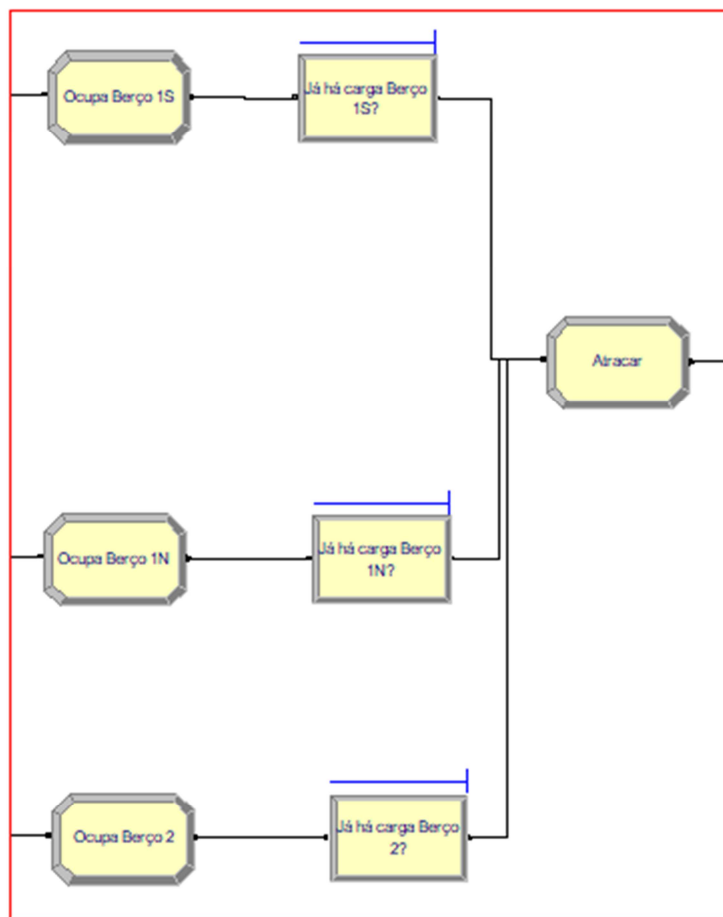 Ocupa Berço 1S
Já há carga Berço
1S?
Atracar
Ocupa Berço 1N
Já há carga Berço
1N?
Ocupa Berço 2
Já há carga Berço
2?